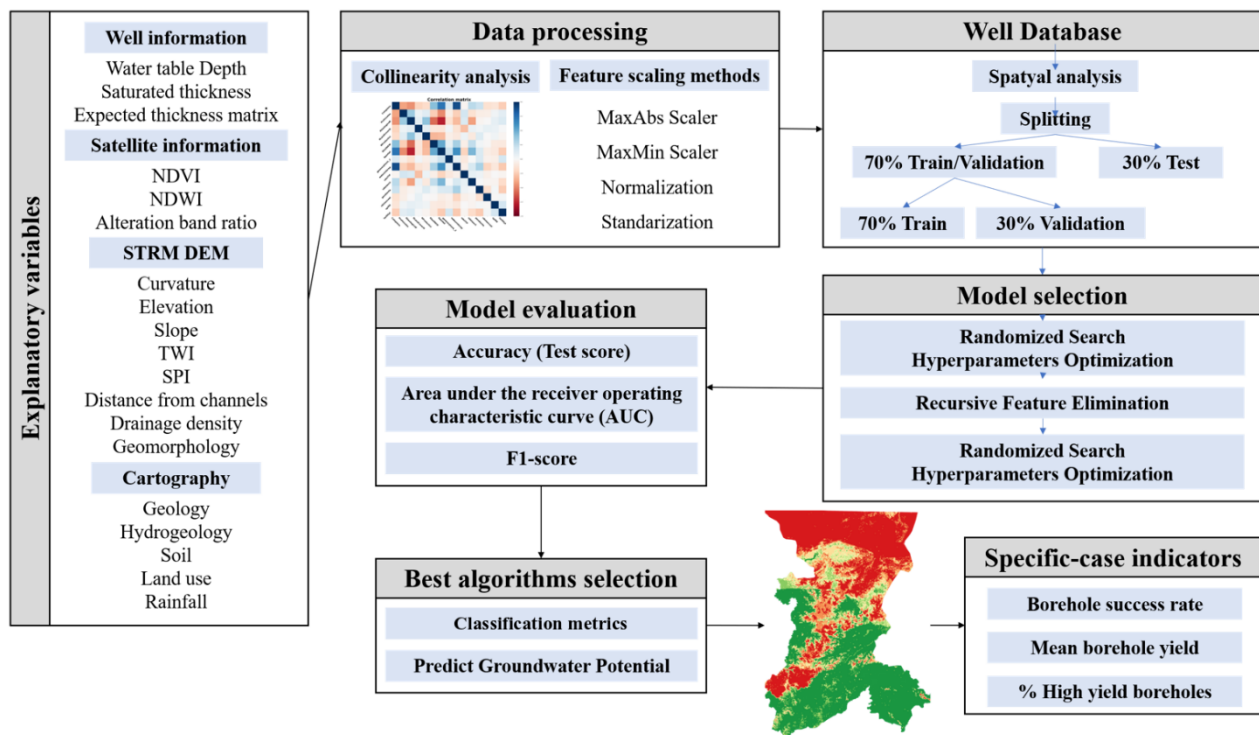 Explanatory variables
Well information
Water table Depth
Saturated thickness
Expected thickness matrix
Satellite information
NDVI
NDWI
Alteration band ratio
STRM DEM
Curvature
Elevation
Slope
TWI
SPI
Distance from channels
Drainage density
Geomorphology
Cartography
Geology
Hydrogeology
Soil
Land use
Rainfall
Data processing
Collinearity analysis
Correlation matrix
Feature scaling methods
MaxAbs Scaler
MaxMin Scaler
Normalization
Standarization
Well Database
Spatyal analysis
Splitting
70% Train/Validation
30% Test
70% Train
30% Validation
Model selection
Randomized Search
Hyperparameters Optimization
Recursive Feature Elimination
Randomized Search
Hyperparameters Optimization
Model evaluation
Accuracy (Test score)
Area under the receiver operating
characteristic curve (AUC)
F1-score
Best algorithms selection
Classification metrics
Predict Groundwater Potential
Specific-case indicators
Borehole success rate
Mean borehole yield
% High yield boreholes